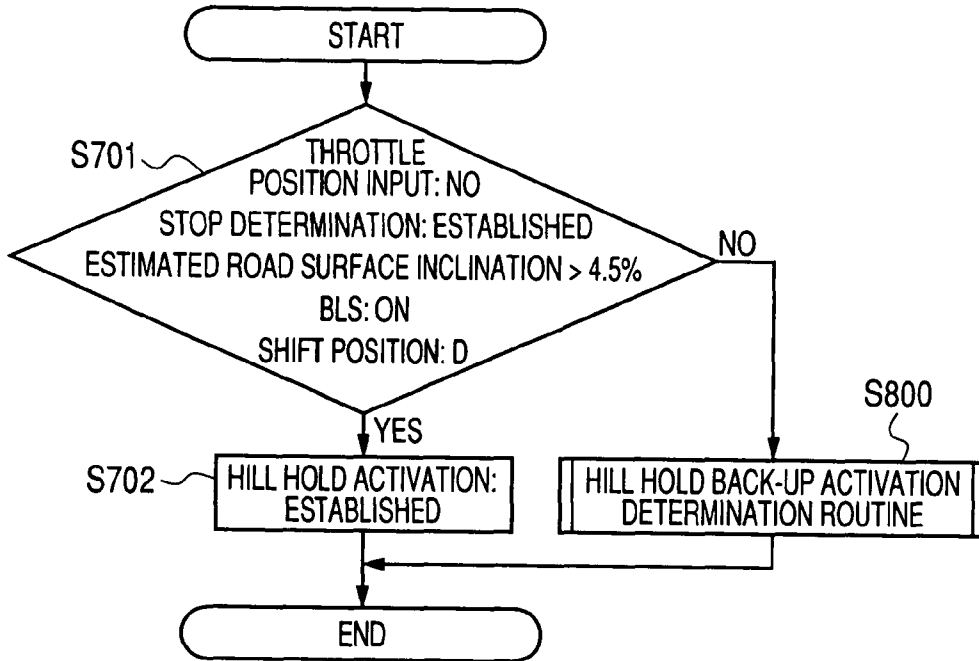 START
S701
THROTTLE
POSITION INPUT: NO
STOP DETERMINATION: ESTABLISHED
ESTIMATED ROAD SURFACE INCLINATION > 4.5%
BLS: ON
SHIFT POSITION: D
NO
YES
S800
S702
HILL HOLD ACTIVATION:
ESTABLISHED
HILL HOLD BACK-UP ACTIVATION
DETERMINATION ROUTINE
END